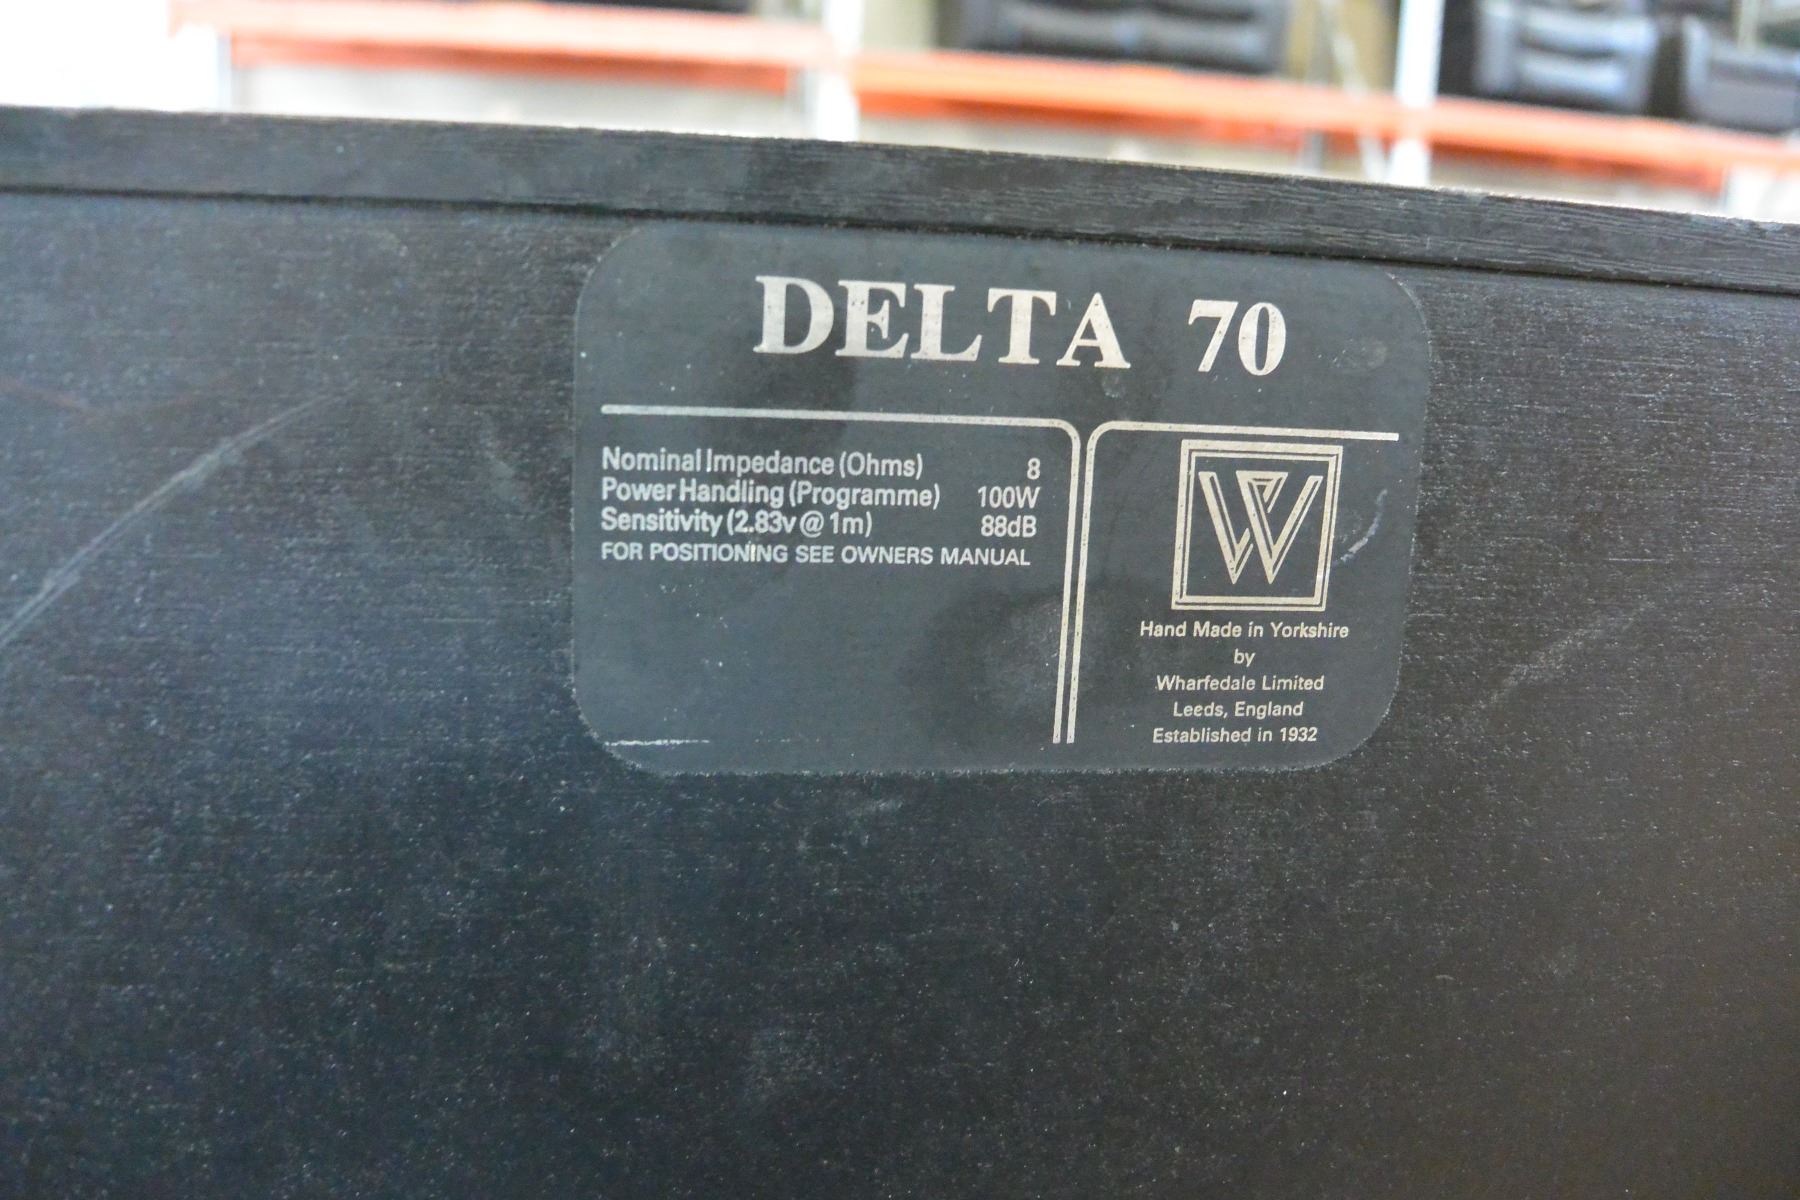 DELTA 70
Nominal Impedance (Ohms) 8
Power Handling (Programme) 100W
Sensitivity (2.83v @ 1m) 88dB
FOR POSITIONING SEE OWNERS MANUAL
W
Hand Made in Yorkshire
by
Wharfedale Limited
Leeds, England
Established in 1932